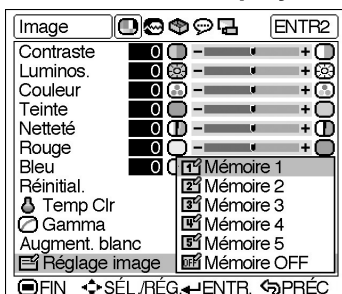 Image ENTR2
Contraste 0 - +
Luminos. 0 - +
Couleur 0 - +
Teinte 0 - +
Netteté 0 - +
Rouge 0 - +
Bleu 0 Mémoire 1
Réinitial. Mémoire 2
Temp Clr Mémoire 3
Gamma Mémoire 4
Augment. blanc Mémoire 5
Réglage image OFF Mémoire OFF
FIN SÉL./RÉG. ENTR. PRÉC